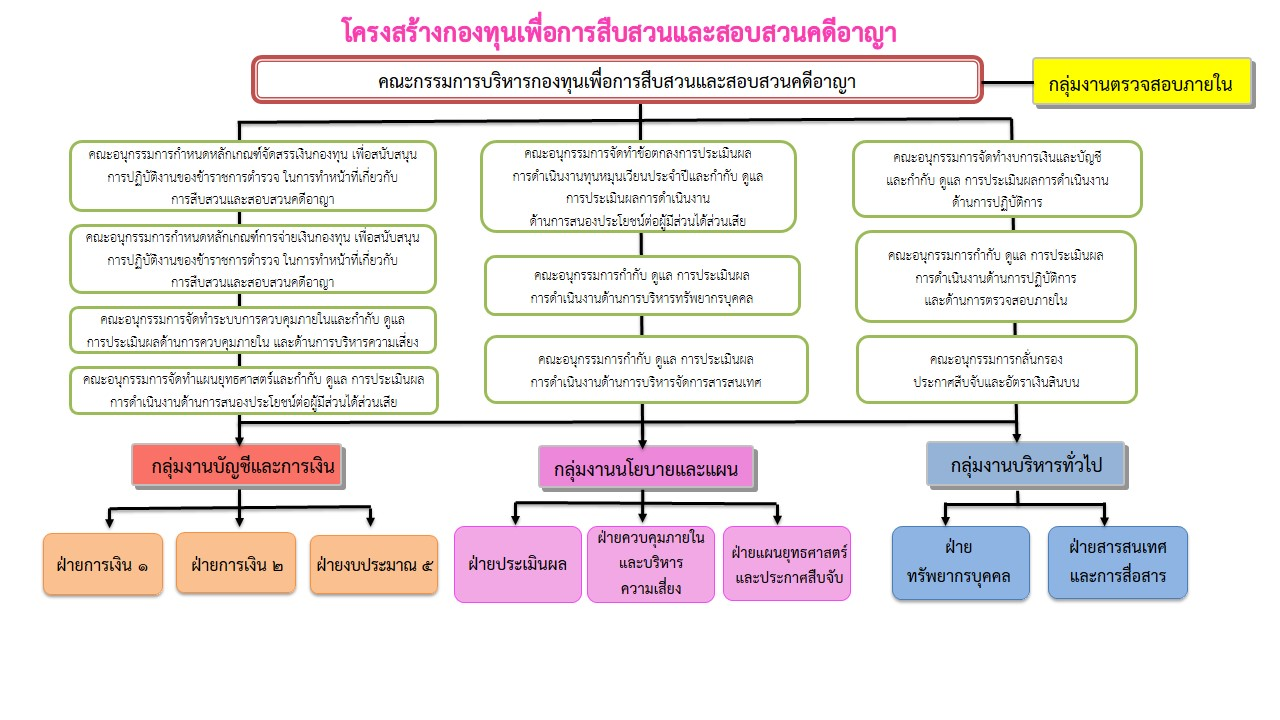 โครงสร้างกองทุนเพื่อการสืบสวนและสอบสวนคดีอาญา
คณะกรรมการบริหารกองทุนเพื่อการสืบสวนและสอบสวนคดีอาญา
กลุ่มงานตรวจสอบภายใน
คณะอนุกรรมการกำหนดหลักเกณฑ์จัดสรรเงินกองทุน เพื่อสนับสนุน
การปฏิบัติงานของข้าราชการตำรวจ ในการทำหน้าที่เกี่ยวกับ
การสืบสวนและสอบสวนคดีอาญา
คณะอนุกรรมการกำหนดหลักเกณฑ์การจ่ายเงินกองทุน เพื่อสนับสนุน
การปฏิบัติงานของข้าราชการตำรวจ ในการทำหน้าที่เกี่ยวกับ
การสืบสวนและสอบสวนคดีอาญา
คณะอนุกรรมการจัดทำระบบการควบคุมภายในและกำกับ ดูแล
การประเมินผลด้านการควบคุมภายใน และด้านการบริหารความเสี่ยง
คณะอนุกรรมการจัดทำแผนยุทธศาสตร์และกำกับ ดูแล การประเมินผล
การดำเนินงานด้านการสนองประโยชน์ต่อผู้มีส่วนได้ส่วนเสีย
คณะอนุกรรมการจัดทำข้อตกลงการประเมินผล
การดำเนินงานทุนหมุนเวียนประจำปีและกำกับ ดูแล
การประเมินผลการดำเนินงาน
ด้านการสนองประโยชน์ต่อผู้มีส่วนได้ส่วนเสีย
คณะอนุกรรมการกำกับ ดูแล การประเมินผล
การดำเนินงานด้านการบริหารทรัพยากรบุคคล
คณะอนุกรรมการกำกับ ดูแล การประเมินผล
การดำเนินงานด้านการบริหารจัดการสารสนเทศ
คณะอนุกรรมการจัดทำงบการเงินและบัญชี
และกำกับ ดูแล การประเมินผลการดำเนินงาน
ด้านการปฏิบัติการ
คณะอนุกรรมการกำกับ ดูแล การประเมินผล
การดำเนินงานด้านการปฏิบัติการ
และด้านการตรวจสอบภายใน
คณะอนุกรรมการกลั่นกรอง
ประกาศสืบจับและอัตราเงินสินบน
กลุ่มงานบัญชีและการเงิน
กลุ่มงานนโยบายและแผน
กลุ่มงานบริหารทั่วไป
ฝ่ายการเงิน ๑
ฝ่ายการเงิน ๒
ฝ่ายงบประมาณ ๕
ฝ่ายประเมินผล
ฝ่ายควบคุมภายใน
และบริหาร
ความเสี่ยง
ฝ่ายแผนยุทธศาสตร์
และประกาศสืบจับ
ฝ่าย
ทรัพยากรบุคคล
ฝ่ายสารสนเทศ
และการสื่อสาร